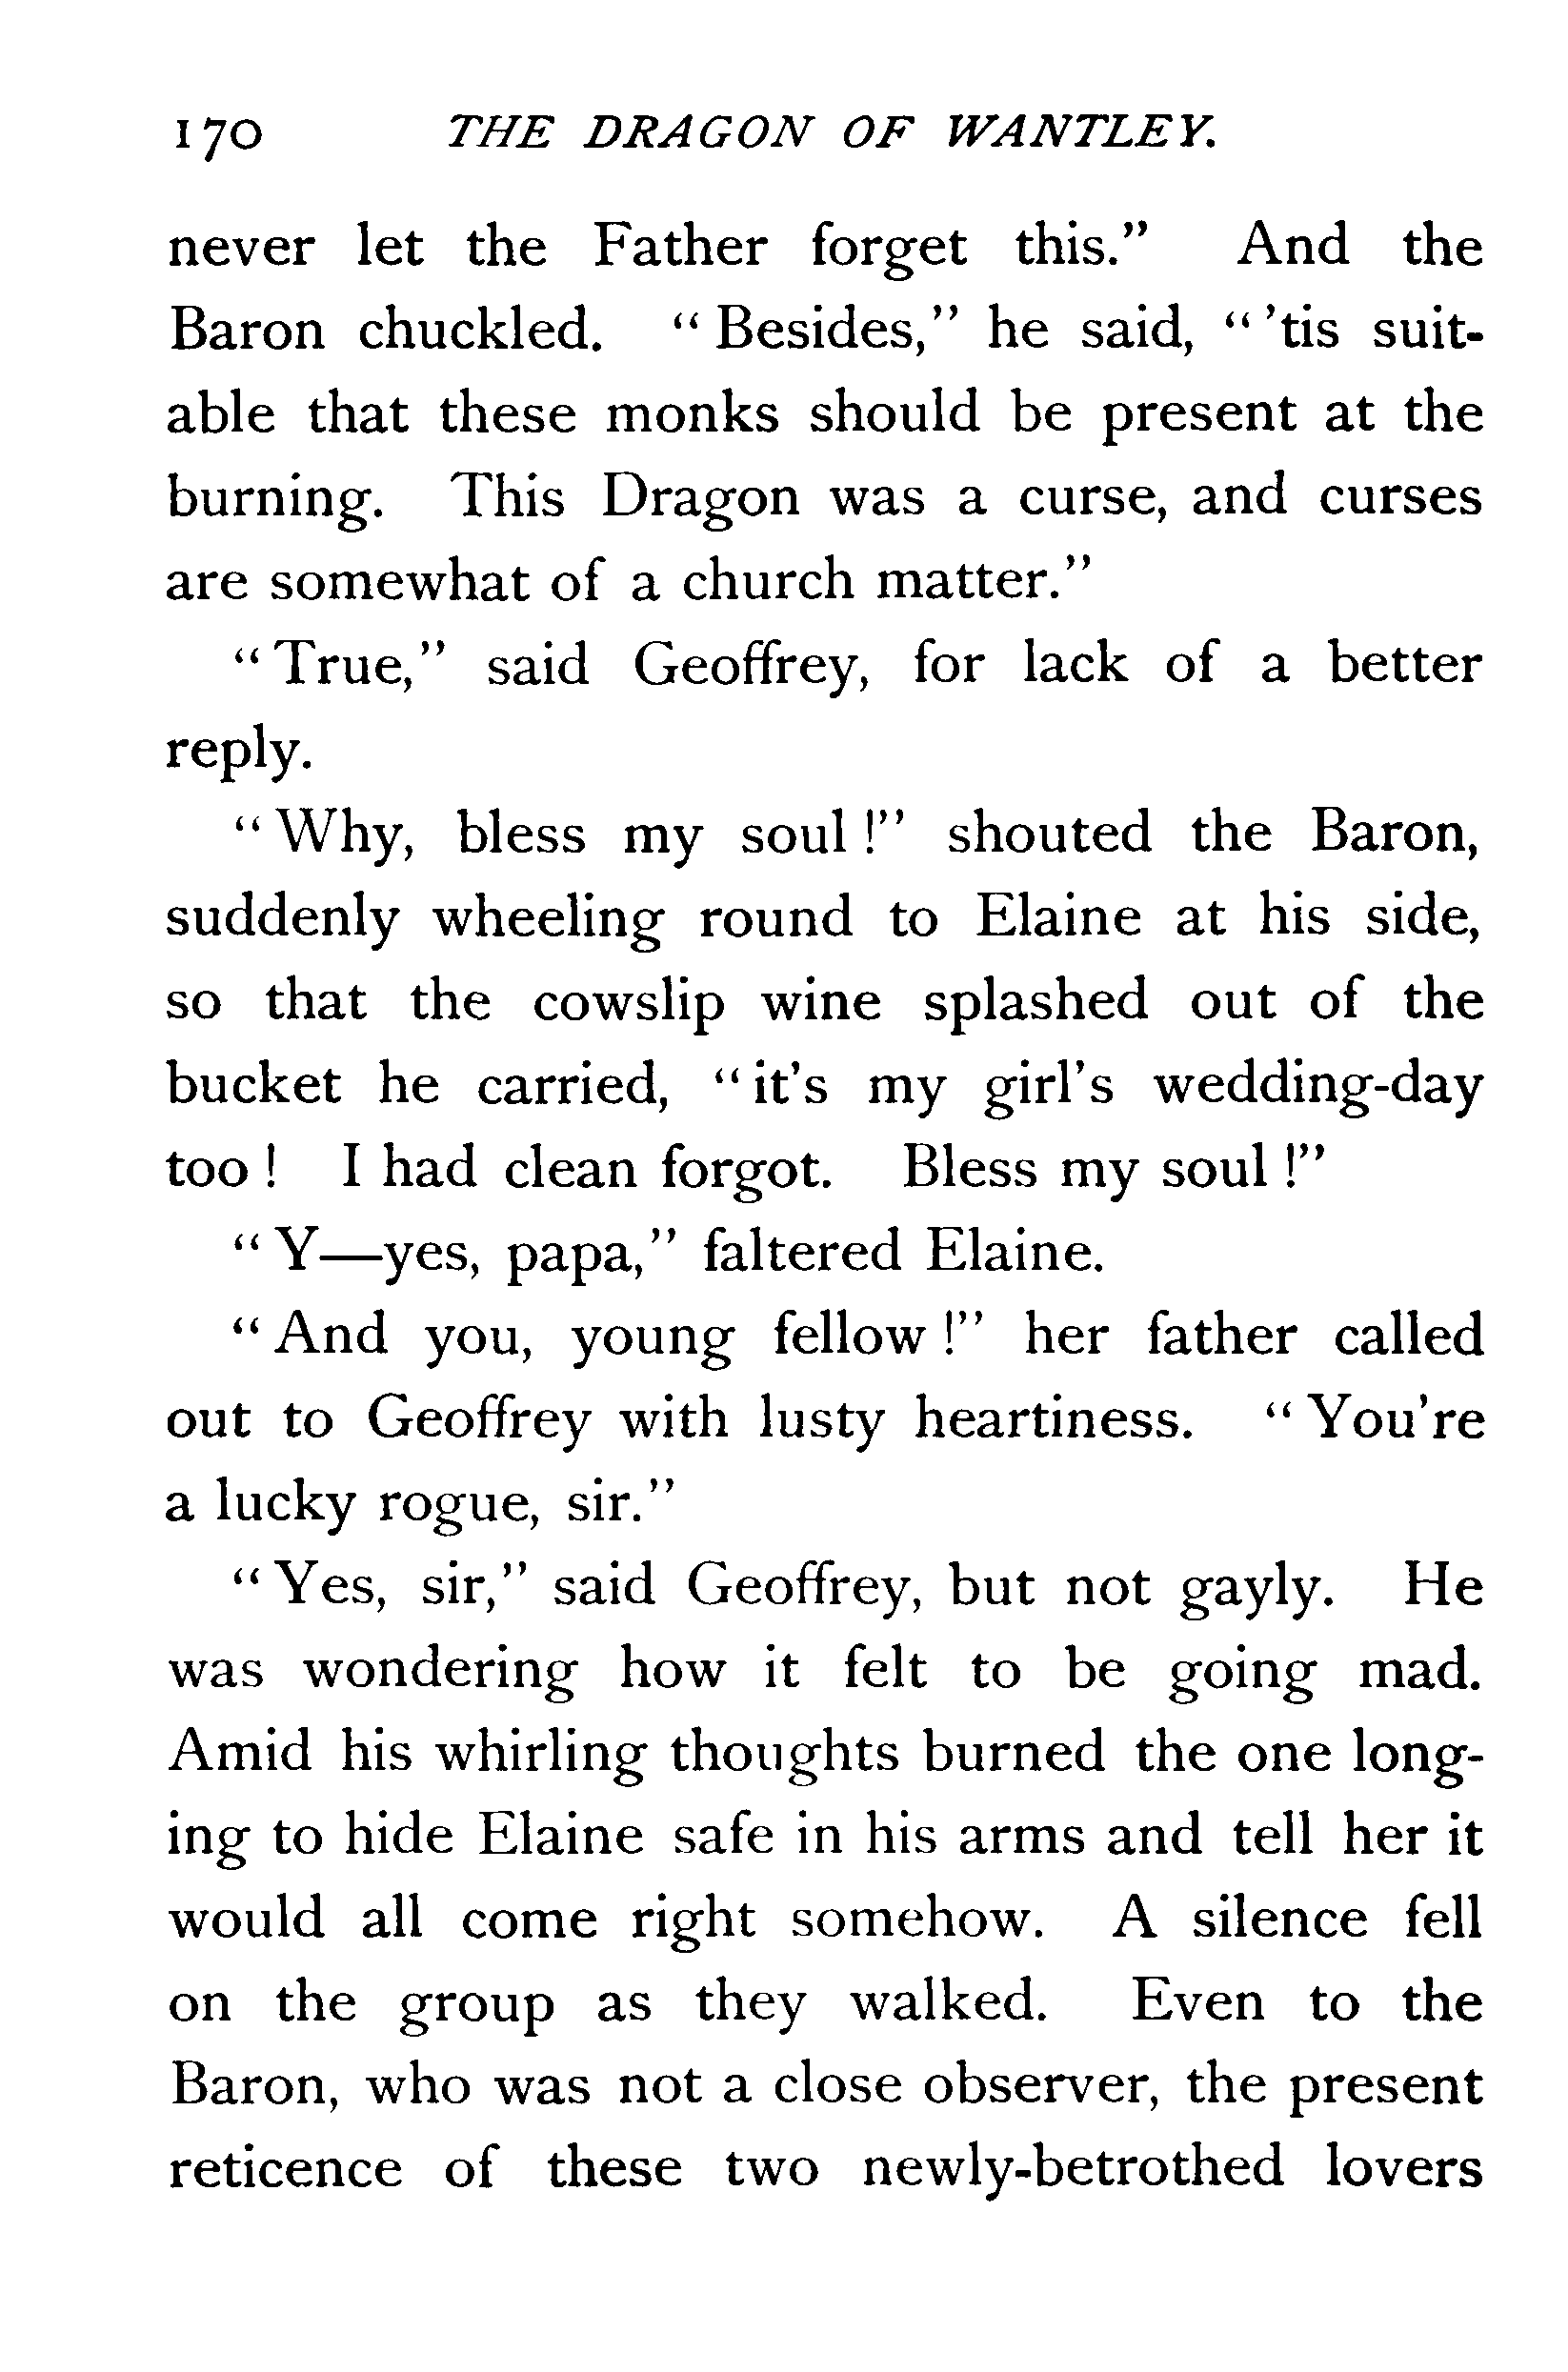 170 THE DRAGON OF WANTLEY.
never let the Father forget this.” And the
Baron chuckled. “Besides,” he said, “’tis suit-
able that these monks should be present at the
burning. This Dragon was a curse, and curses
are somewhat of a church matter.”
“True,” said Geoffrey, for lack of a better
reply.
“Why, bless my soul!” shouted the Baron,
suddenly wheeling round to Elaine at his side,
so that the cowslip wine splashed out of the
bucket he carried, “it’s my girl’s wedding-day
too! I had clean forgot. Bless my soul!”
“Y—yes, papa,” faltered Elaine.
“And you, young fellow!” her father called
out to Geoffrey with lusty heartiness. “You’re
a lucky rogue, sir.”
“Yes, sir,” said Geoffrey, but not gayly. He
was wondering how it felt to be going mad.
Amid his whirling thoughts burned the one long-
ing to hide Elaine safe in his arms and tell her it
would all come right somehow. A silence fell
on the group as they walked. Even to the
Baron, who was not a close observer, the present
reticence of these two newly-betrothed lovers